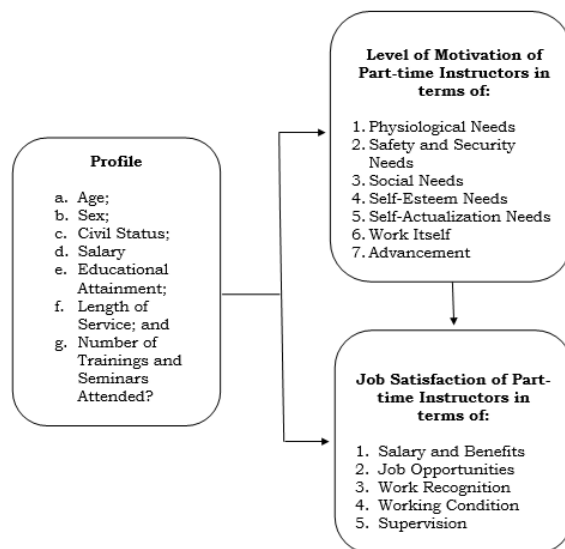 Profile
a. Age;
b. Sex;
c. Civil Status;
d. Salary
e. Educational
Attainment;
f. Length of
Service; and
g. Number of
Trainings and
Seminars
Attended?
Level of Motivation of
Part-time Instructors in
terms of:
1. Physiological Needs
2. Safety and Security
Needs
3. Social Needs
4. Self-Esteem Needs
5. Self-Actualization Needs
6. Work Itself
7. Advancement
Job Satisfaction of Part-
time Instructors in
terms of:
1. Salary and Benefits
2. Job Opportunities
3. Work Recognition
4. Working Condition
5. Supervision